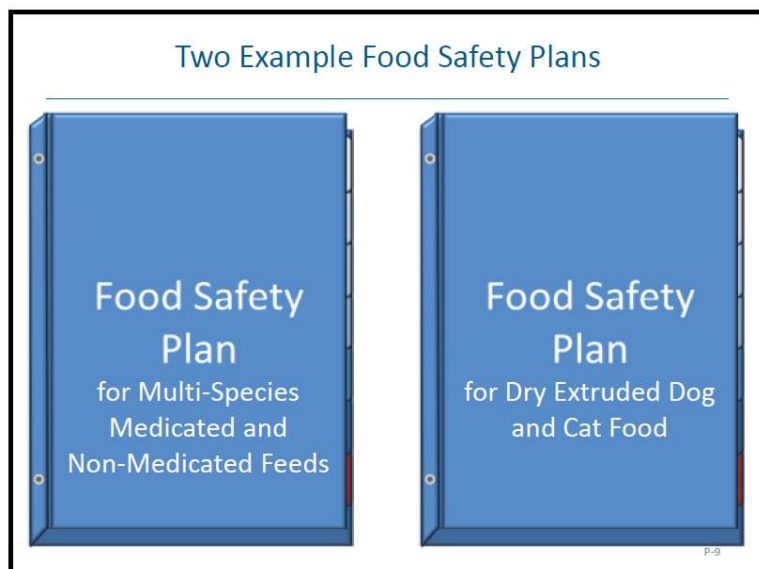 Two Example Food Safety Plans
Food Safety
Plan
for Multi-Species
Medicated and
Non-Medicated Feeds
Food Safety
Plan
for Dry Extruded Dog
and Cat Food
P-9